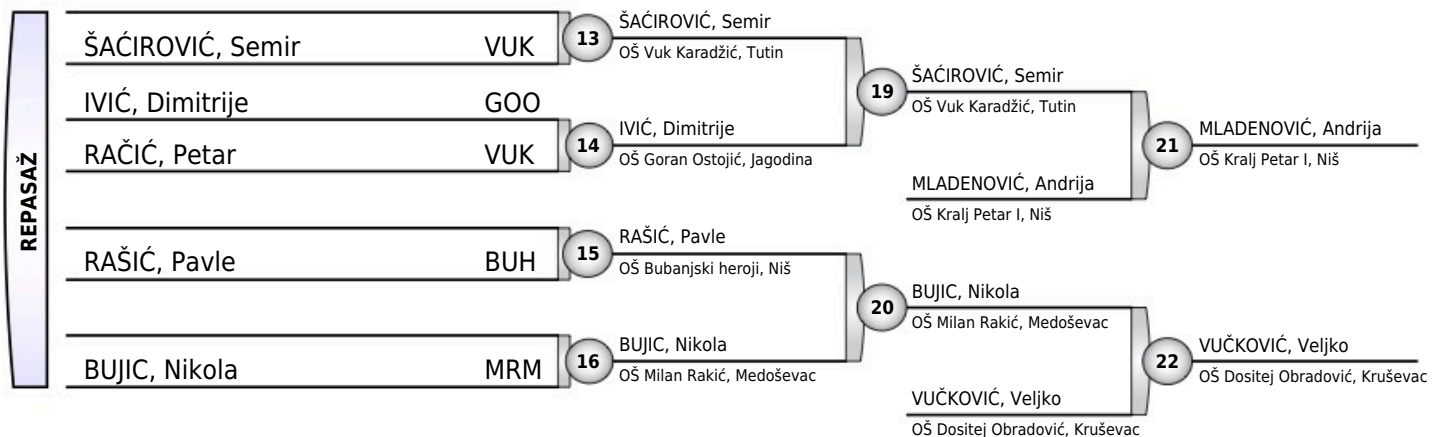 REPASAŽ
ŠAĆIROVIĆ, Semir VUK
IVIĆ, Dimitrije GOO
RAČIĆ, Petar VUK
RAŠIĆ, Pavle BUH
BUJIC, Nikola MRM
13
ŠAĆIROVIĆ, Semir
OŠ Vuk Karadžić, Tutin
14
IVIĆ, Dimitrije
OŠ Goran Ostojić, Jagodina
15
RAŠIĆ, Pavle
OŠ Bubanjski heroji, Niš
16
BUJIC, Nikola
OŠ Milan Rakić, Medoševac
19
ŠAĆIROVIĆ, Semir
OŠ Vuk Karadžić, Tutin
MLADENOVIĆ, Andrija
OŠ Kralj Petar I, Niš
20
BUJIC, Nikola
OŠ Milan Rakić, Medoševac
VUČKOVIĆ, Veljko
OŠ Dositej Obradović, Kruševac
21
MLADENOVIĆ, Andrija
OŠ Kralj Petar I, Niš
22
VUČKOVIĆ, Veljko
OŠ Dositej Obradović, Kruševac